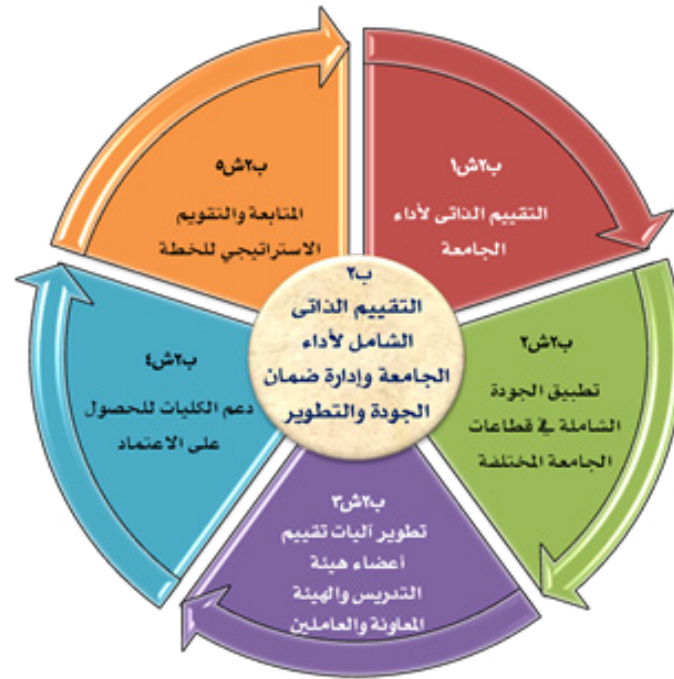 ب٢
التقييم الذاتى
الشامل لأداء
الجامعة وإدارة ضمان
الجودة والتطوير
ب٢ش١
التقييم الذاتى لأداء
الجامعة
ب٢ش٢
تطبيق الجودة
الشاملة في قطاعات
الجامعة المختلفة
ب٢ش٣
تطوير آليات تقييم
أعضاء هيئة
التدريس والهيئة
المعاونة والعاملين
ب٢ش٤
دعم الكليات للحصول
على الاعتماد
ب٢ش٥
المتابعة والتقويم
الاستراتيجي للخطة